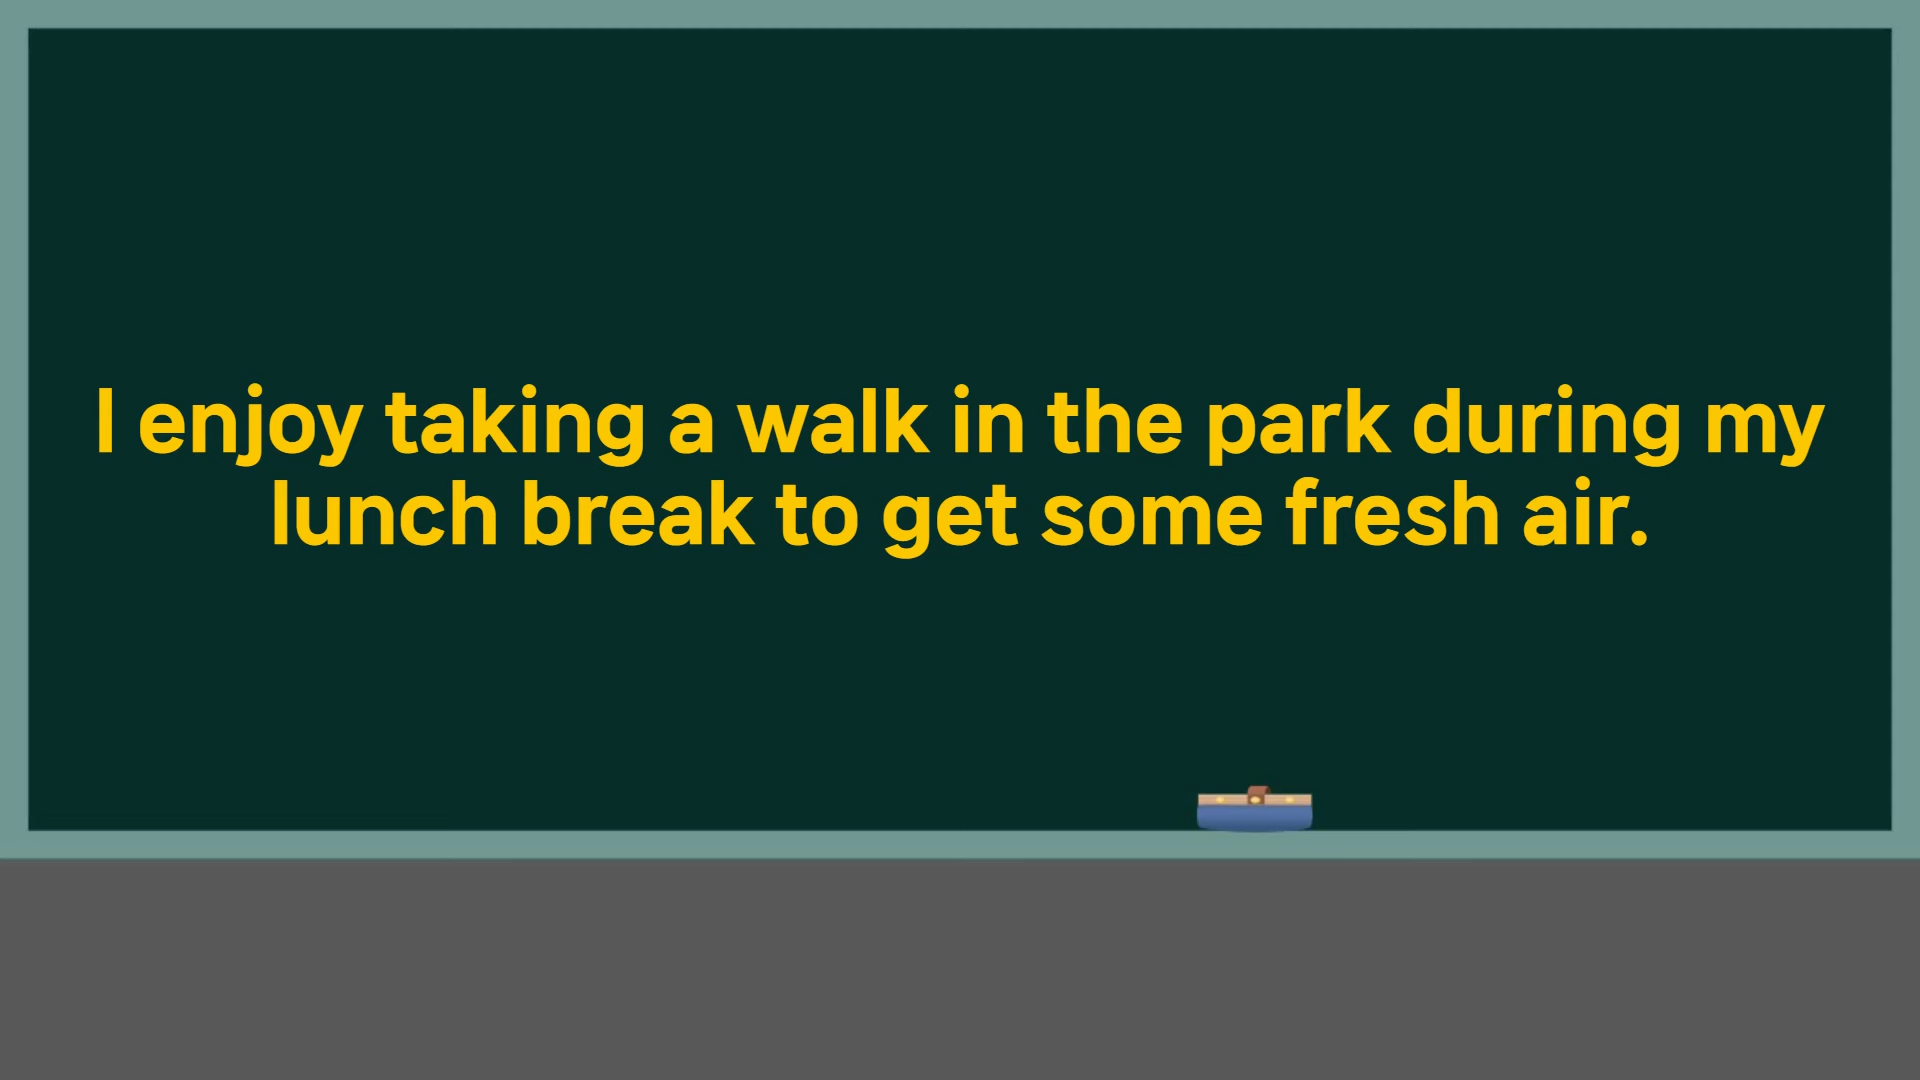 I enjoy taking a walk in the park during my
lunch break to get some fresh air.